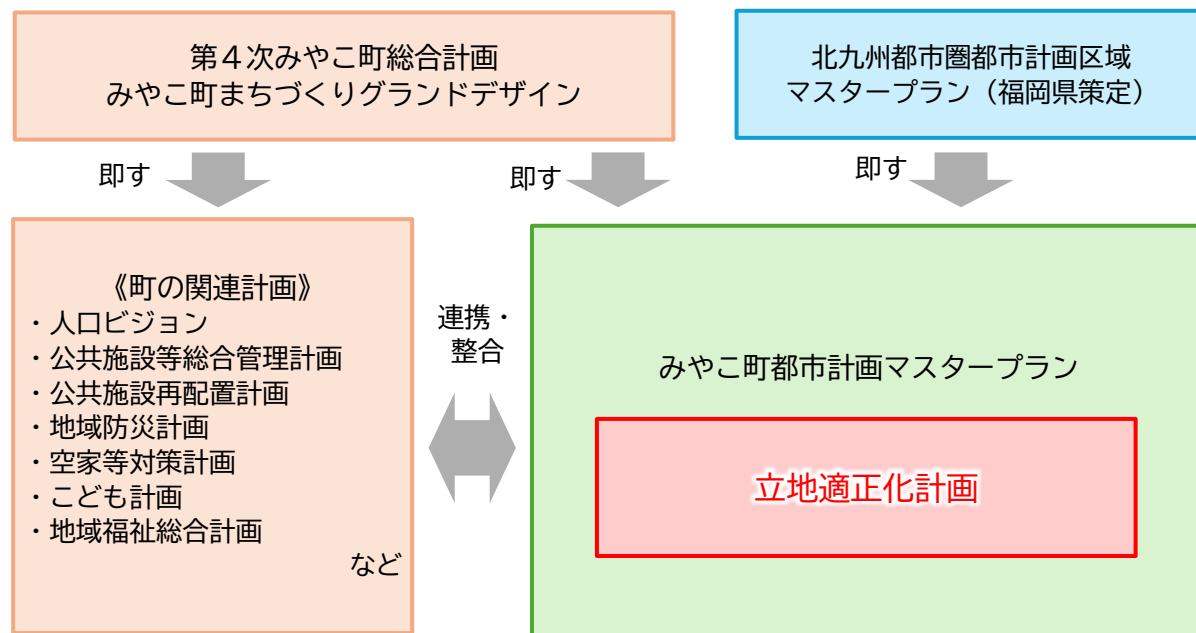 第４次みやこ町総合計画
みやこ町まちづくりグランドデザイン
北九州都市圏都市計画区域
マスタープラン（福岡県策定）
即す
即す
即す
《町の関連計画》
・人口ビジョン
・公共施設等総合管理計画
・公共施設再配置計画
・地域防災計画
・空家等対策計画
・こども計画
・地域福祉総合計画
など
連携・
整合
みやこ町都市計画マスタープラン
立地適正化計画